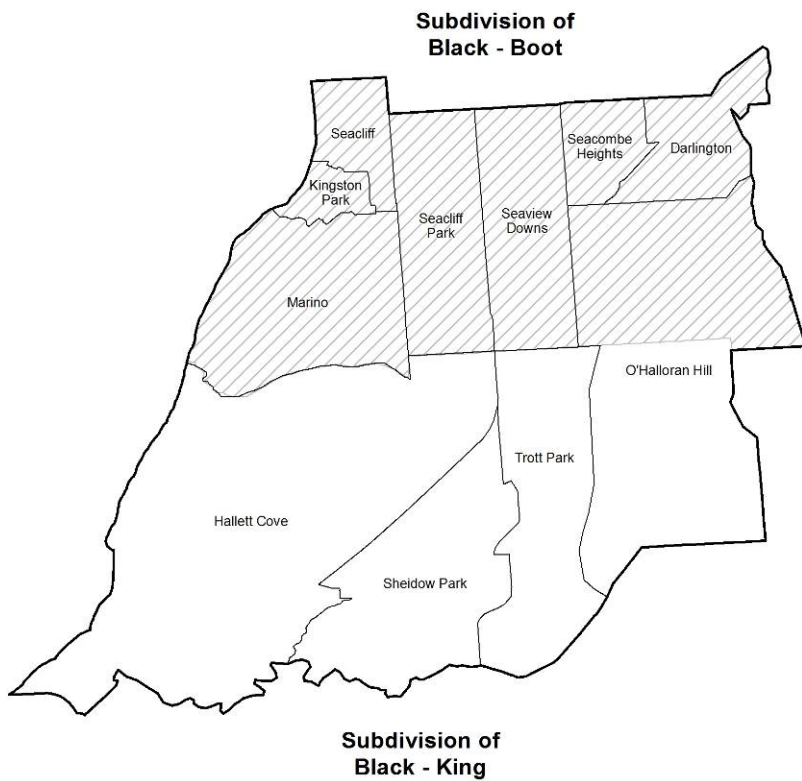 Subdivision of
Black - Boot
Seacliff
Seacombe
Heights
Darlington
Kingston
Park
Seacliff
Park
Seaview
Downs
Marino
O'Halloran Hill
Trott Park
Hallett Cove
Sheidow Park
Subdivision of
Black - King